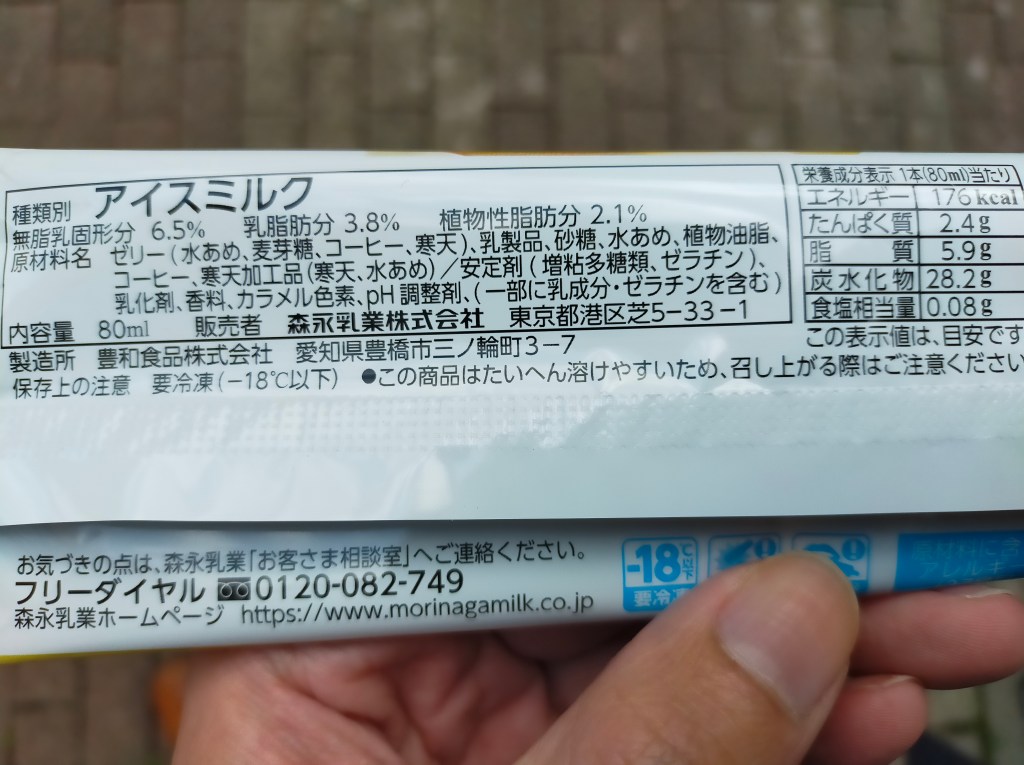 種類別 アイスミルク
無脂乳固形分 6.5% 乳脂肪分 3.8% 植物性脂肪分 2.1%
原材料名 ゼリー(水あめ、麦芽糖、コーヒー、寒天)、乳製品、砂糖、水あめ、植物油脂、
コーヒー、寒天加工品(寒天、水あめ)/安定剤(増粘多糖類、ゼラチン)、
乳化剤、香料、カラメル色素、pH調整剤、(一部に乳成分・ゼラチンを含む)
内容量 80ml 販売者 森永乳業株式会社 東京都港区芝5-33-1
製造所 豊和食品株式会社 愛知県豊橋市三ノ輪町3-7
保存上の注意 要冷凍(-18℃以下) ●この商品はたいへん溶けやすいため、召し上がる際はご注意ください
栄養成分表示 1本(80ml)当たり
エネルギー 176kcal
たんぱく質 2.4g
脂質 5.9g
炭水化物 28.2g
食塩相当量 0.08g
この表示値は、目安です
お気づきの点は、森永乳業「お客さま相談室」へご連絡ください。
フリーダイヤル 0120-082-749
森永乳業ホームページ https://www.morinagamilk.co.jp
-18℃以下
要冷凍